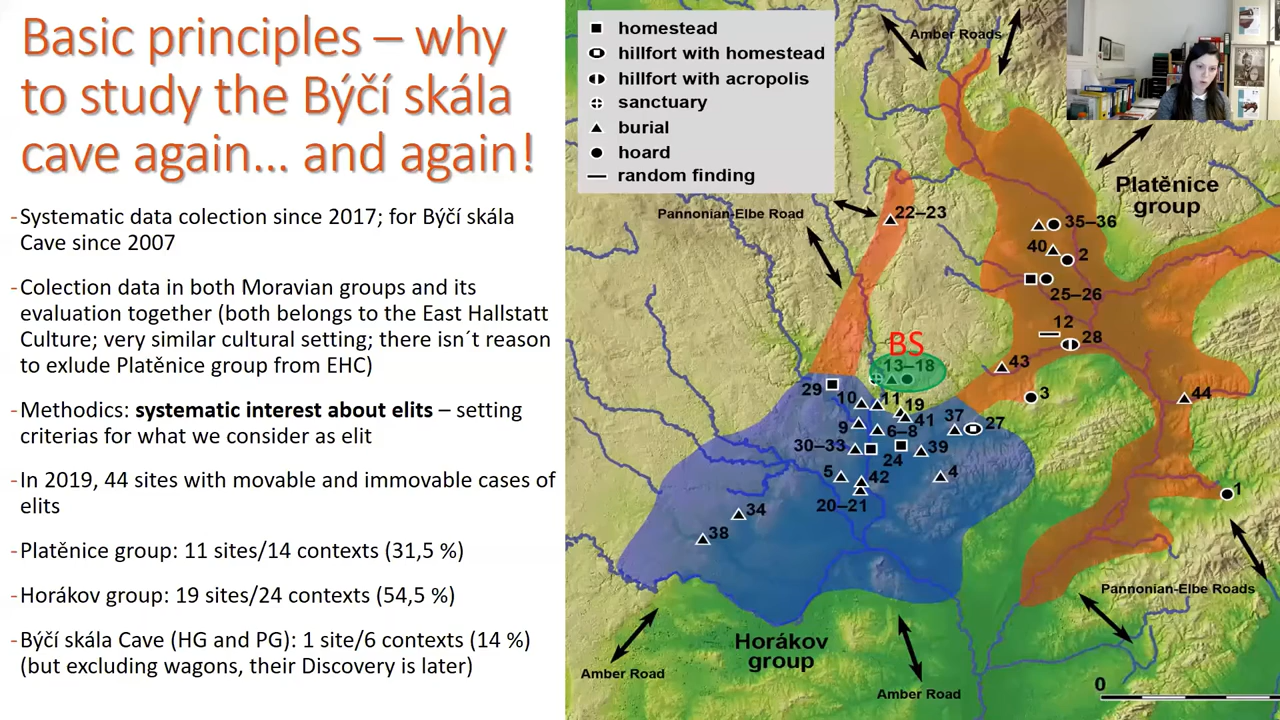 Basic principles – why
to study the Býčí skála
cave again... and again!
-Systematic data colection since 2017; for Býčí skála
Cave since 2007
-Colection data in both Moravian groups and its
evaluation together (both belongs to the East Hallstatt
Culture; very similar cultural setting; there isn´t reason
to exlude Platěnice group from EHC)
-Methodics: systematic interest about elits – setting
criterias for what we consider as elit
-In 2019, 44 sites with movable and immovable cases of
elits
-Platěnice group: 11 sites/14 contexts (31,5 %)
-Horákov group: 19 sites/24 contexts (54,5 %)
-Býčí skála Cave (HG and PG): 1 site/6 contexts (14 %)
(but excluding wagons, their Discovery is later)
homestead
hillfort with homestead
hillfort with acropolis
sanctuary
burial
hoard
random finding
Amber Roads
Platěnice
group
Pannonian-Elbe Road
22–23
35–36
40
2
25–26
12
28
BS
13–18
43
29
10
11
19
41
37
27
3
44
9
6–8
30–33
24
39
5
42
4
20–21
1
34
38
Pannonian-Elbe Roads
Horákov
group
Amber Road
Amber Road
0